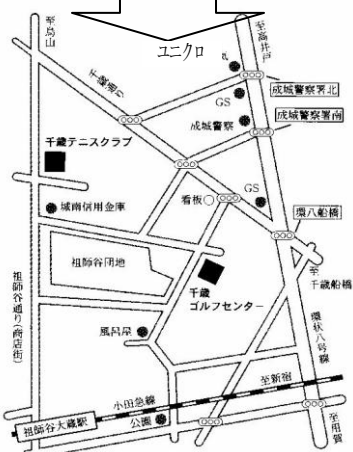 ユニクロ
至烏山
至高井戸
P
千歳通り
GS
成城警察署北
成城警察
成城警察署南
千歳テニスクラブ
GS
看板
城南信用金庫
環八船橋
祖師谷団地
至千歳船橋
千歳
ゴルフセンター
祖師谷通り(商店街)
環状八号線
風呂屋
至新宿
小田急線
祖師谷大蔵駅
公園
至用賀